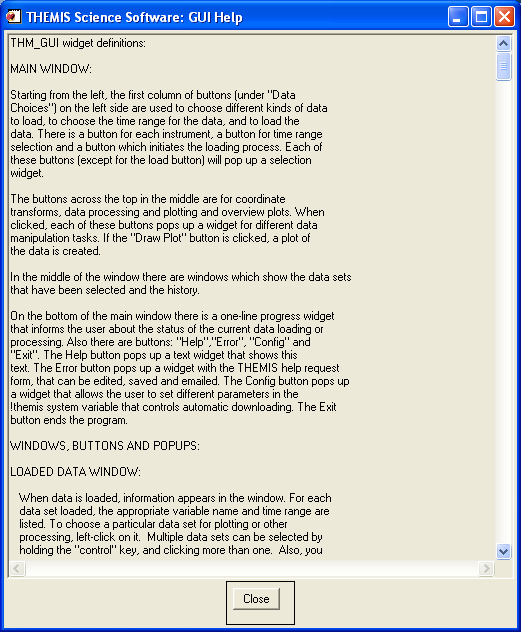 THEMIS Science Software: GUI Help
THM_GUI widget definitions:
MAIN WINDOW:
Starting from the left, the first column of buttons (under "Data
Choices") on the left side are used to choose different kinds of data
to load, to choose the time range for the data, and to load the
data. There is a button for each instrument, a button for time range
selection and a button which initiates the loading process. Each of
these buttons (except for the load button) will pop up a selection
widget.
The buttons across the top in the middle are for coordinate
transforms, data processing and plotting and overview plots. When
clicked, each of these buttons pops up a widget for different data
manipulation tasks. If the "Draw Plot" button is clicked, a plot of
the data is created.
In the middle of the window there are windows which show the data sets
that have been selected and the history.
On the bottom of the main window there is a one-line progress widget
that informs the user about the status of the current data loading or
processing. Also there are buttons: "Help","Error", "Config" and
"Exit". The Help button pops up a text widget that shows this
text. The Error button pops up a widget with the THEMIS help request
form, that can be edited, saved and emailed. The Config button pops up
a widget that allows the user to set different parameters in the
!themis system variable that controls automatic downloading. The Exit
button ends the program.
WINDOWS, BUTTONS AND POPUPS:
LOADED DATA WINDOW:
When data is loaded, information appears in the window. For each
data set loaded, the appropriate variable name and time range are
listed. To choose a particular data set for plotting or other
processing, left-click on it.  Multiple data sets can be selected by
holding the "control" key, and clicking more than one.  Also, you
Close